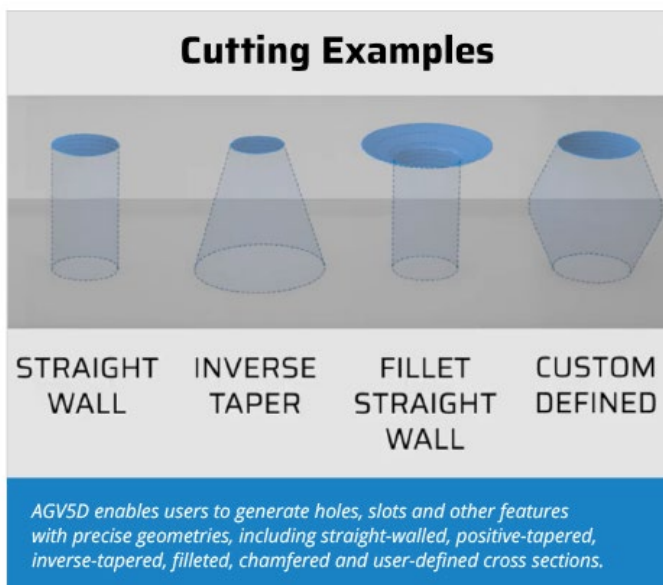 Cutting Examples
STRAIGHT
WALL
INVERSE
TAPER
FILLET
STRAIGHT
WALL
CUSTOM
DEFINED
AGV5D enables users to generate holes, slots and other features
with precise geometries, including straight-walled, positive-tapered,
inverse-tapered, filleted, chamfered and user-defined cross sections.